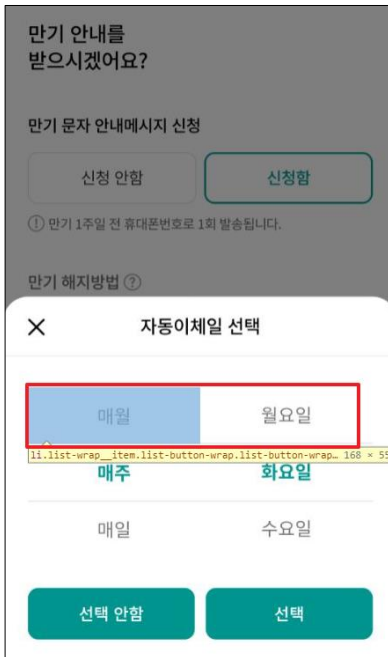 만기 안내를
받으시겠어요?
만기 문자 안내메시지 신청
신청 안함 신청함
! 만기 1주일 전 휴대폰번호로 1회 발송됩니다.
만기 해지방법 ?
자동이체일 선택
매월 월요일
li.list-wrap__item.list-button-wrap.list-button-wrap… 168 × 55
매주 화요일
매일 수요일
선택 안함 선택